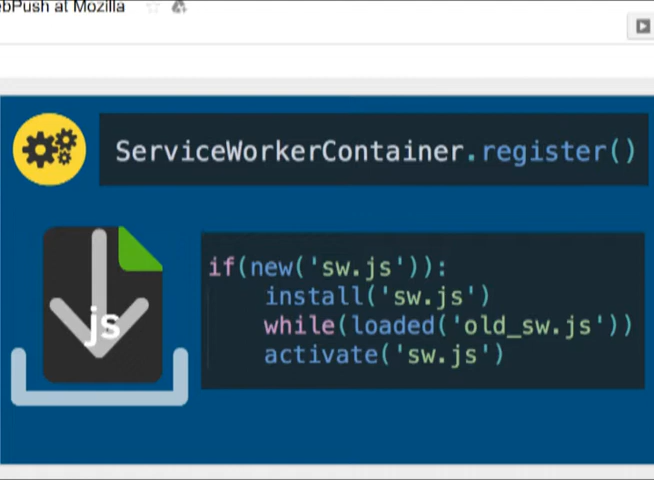 ebPush at Mozilla
ServiceWorkerContainer.register()
js
if(new('sw.js')):
install('sw.js')
while(loaded('old_sw.js'))
activate('sw.js')